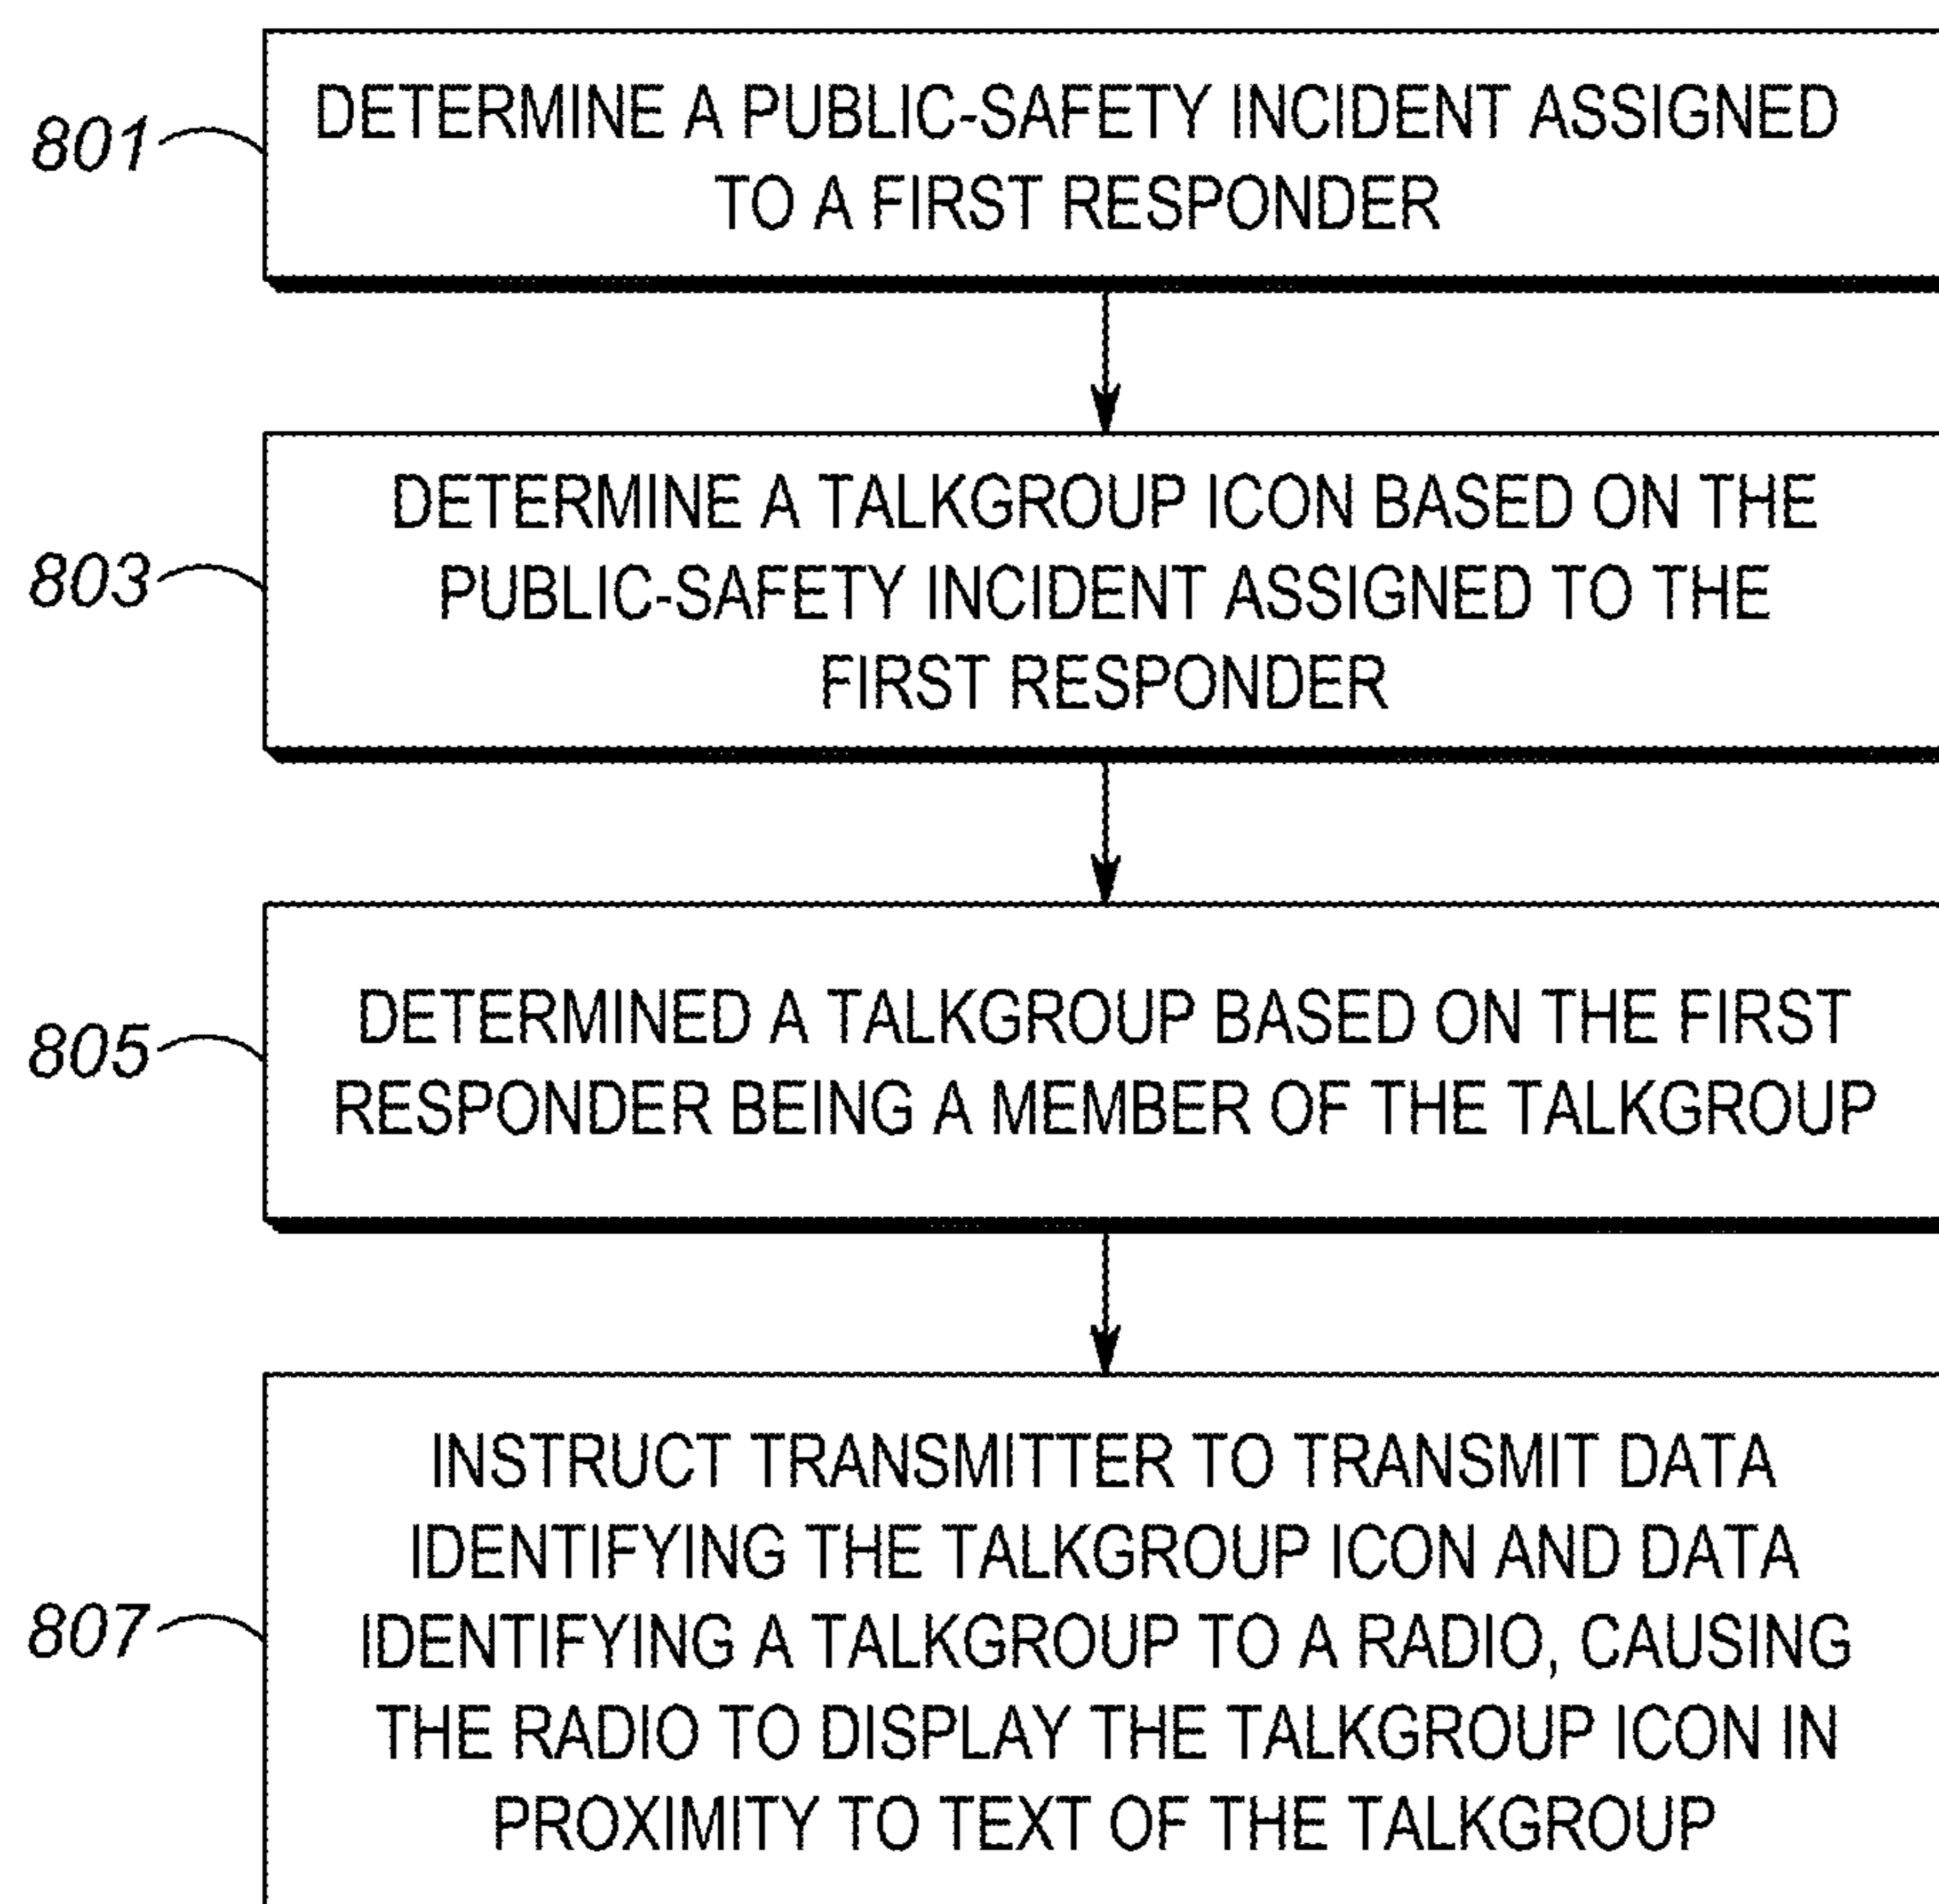 801
DETERMINE A PUBLIC-SAFETY INCIDENT ASSIGNED
TO A FIRST RESPONDER
803
DETERMINE A TALKGROUP ICON BASED ON THE
PUBLIC-SAFETY INCIDENT ASSIGNED TO THE
FIRST RESPONDER
805
DETERMINED A TALKGROUP BASED ON THE FIRST
RESPONDER BEING A MEMBER OF THE TALKGROUP
807
INSTRUCT TRANSMITTER TO TRANSMIT DATA
IDENTIFYING THE TALKGROUP ICON AND DATA
IDENTIFYING A TALKGROUP TO A RADIO, CAUSING
THE RADIO TO DISPLAY THE TALKGROUP ICON IN
PROXIMITY TO TEXT OF THE TALKGROUP